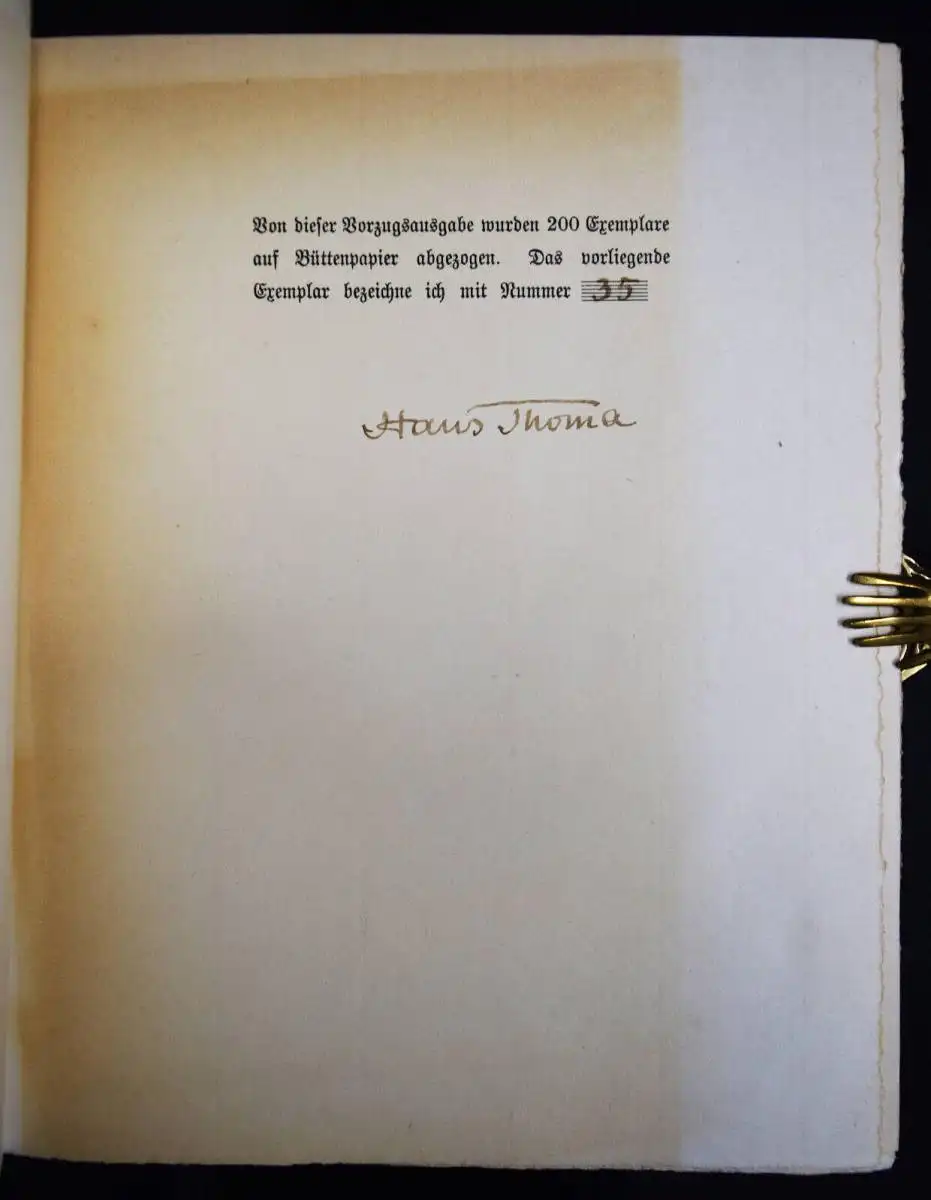 Von dieser Vorzugsausgabe wurden 200 Exemplare
auf Büttenpapier abgezogen. Das vorliegende
Exemplar bezeichne ich mit Nummer 35
Hans Thoma